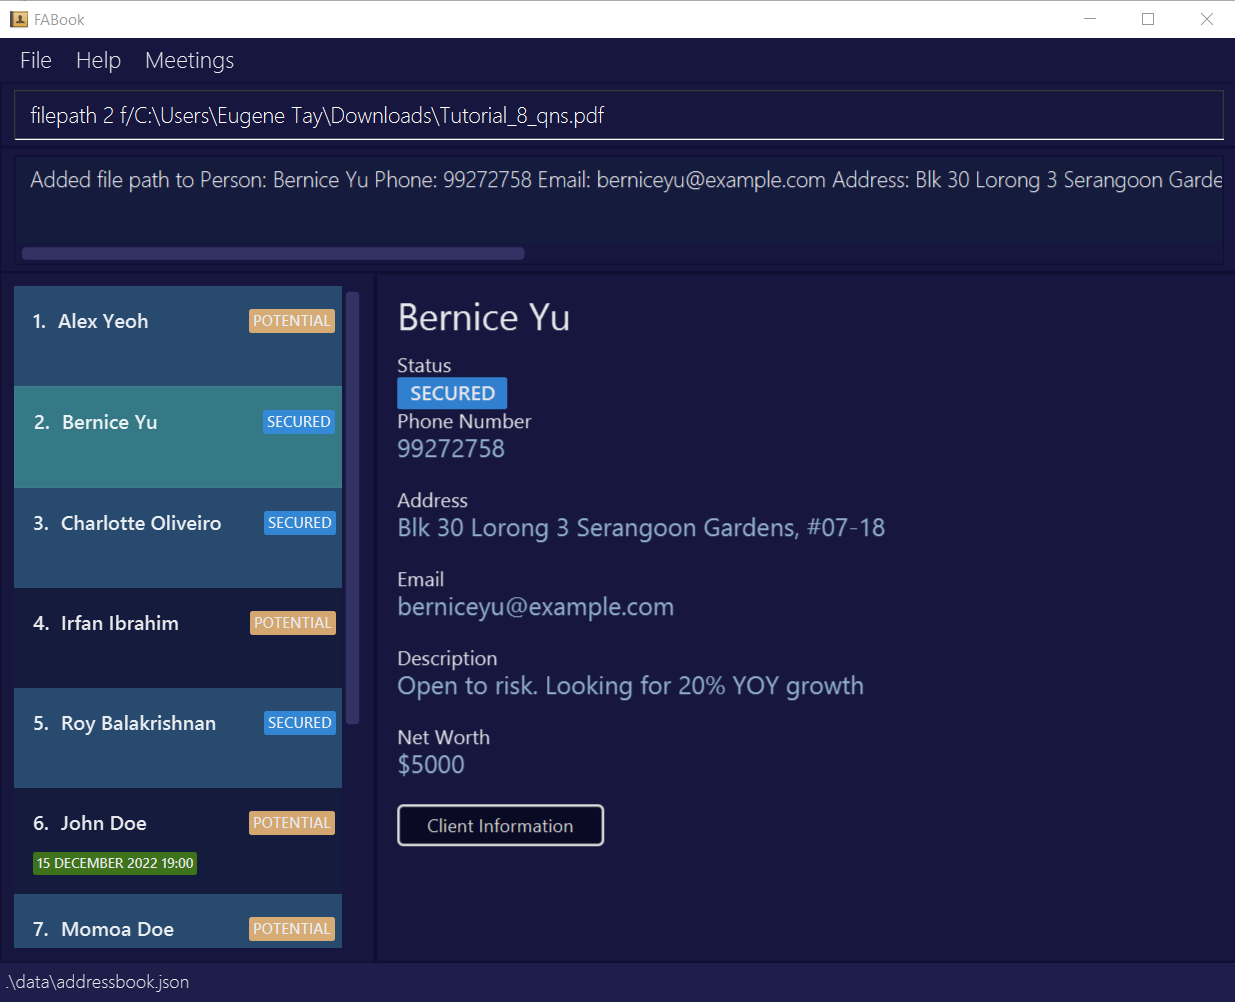 FABook
File Help Meetings
filepath 2 f/C:\Users\Eugene Tay\Downloads\Tutorial_8_qns.pdf
Added file path to Person: Bernice Yu Phone: 99272758 Email: berniceyu@example.com Address: Blk 30 Lorong 3 Serangoon Garde
1. Alex Yeoh POTENTIAL
2. Bernice Yu SECURED
3. Charlotte Oliveiro SECURED
4. Irfan Ibrahim POTENTIAL
5. Roy Balakrishnan SECURED
6. John Doe POTENTIAL
15 DECEMBER 2022 19:00
7. Momoa Doe POTENTIAL
Bernice Yu
Status
SECURED
Phone Number
99272758
Address
Blk 30 Lorong 3 Serangoon Gardens, #07-18
Email
berniceyu@example.com
Description
Open to risk. Looking for 20% YOY growth
Net Worth
$5000
Client Information
.\data\addressbook.json